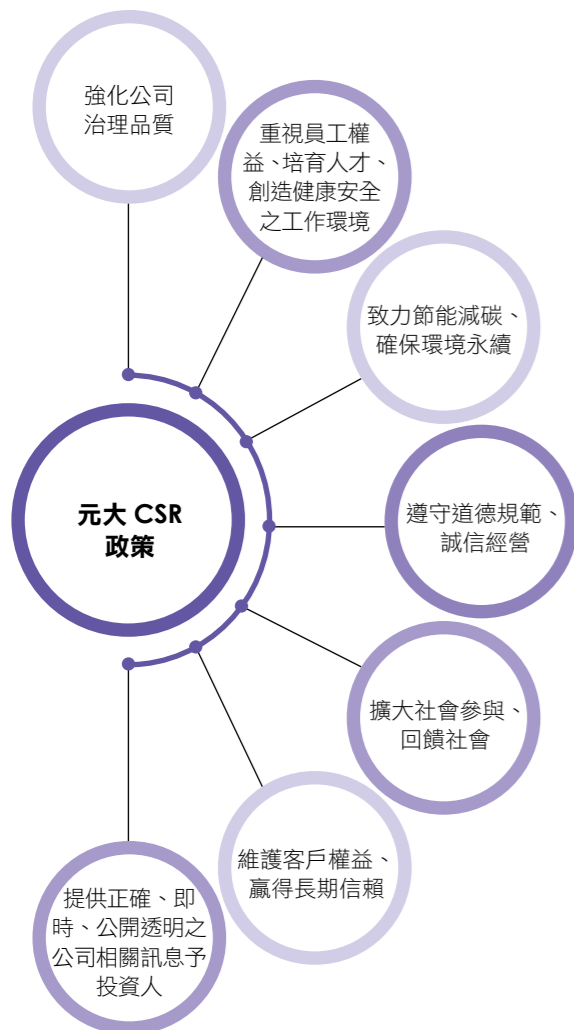 強化公司
治理品質
重視員工權
益、培育人才、
創造健康安全
之工作環境
致力節能減碳、
確保環境永續
元大 CSR
政策
遵守道德規範、
誠信經營
擴大社會參與、
回饋社會
維護客戶權益、
贏得長期信賴
提供正確、即
時、公開透明之
公司相關訊息予
投資人